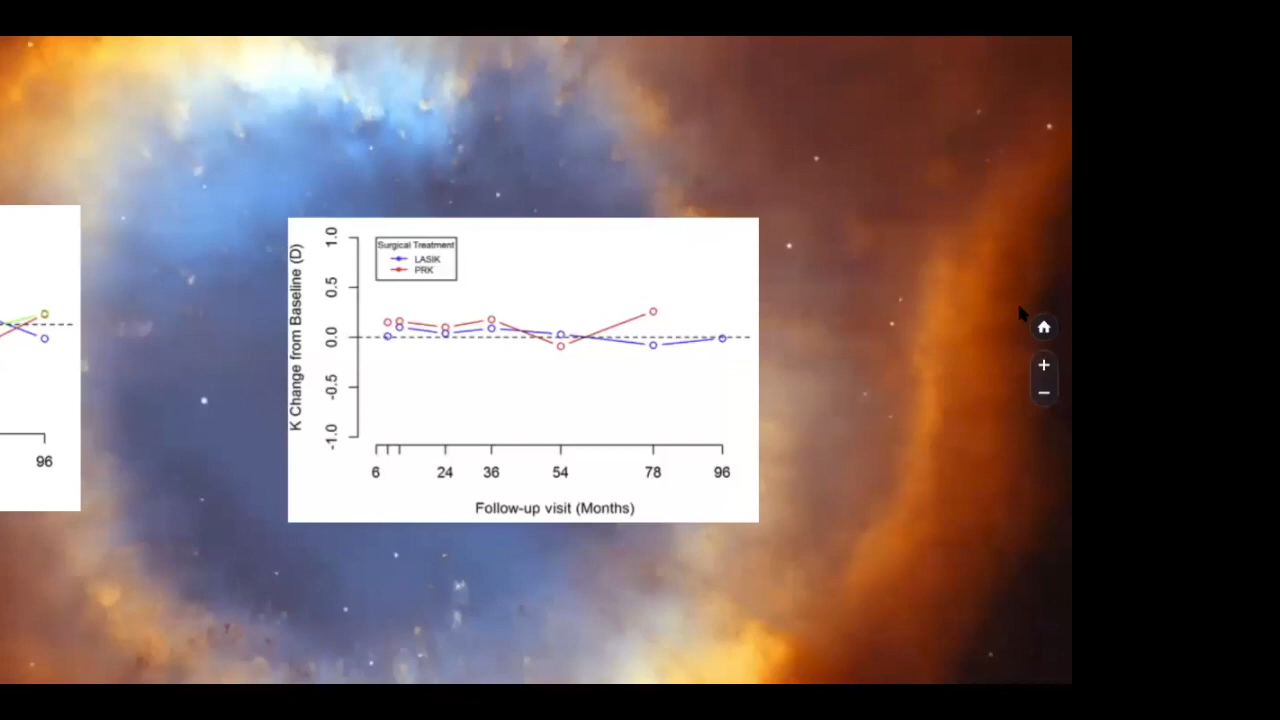 96
K Change from Baseline (D)
1.0
0.5
0.0
-0.5
-1.0
Surgical Treatment
LASIK
PRK
6 24 36 54 78 96
Follow-up visit (Months)